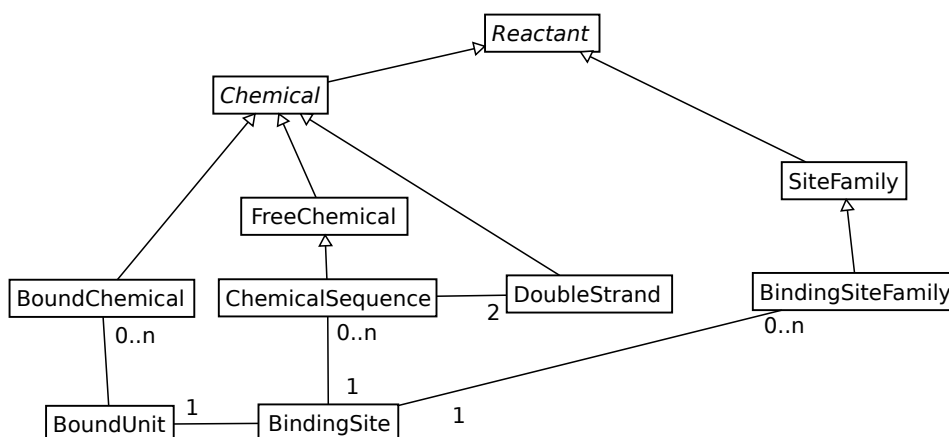 Reactant
Chemical
SiteFamily
FreeChemical
BoundChemical
ChemicalSequence
DoubleStrand
BindingSiteFamily
2
0..n
0..n
0..n
1
1
1
BoundUnit
BindingSite